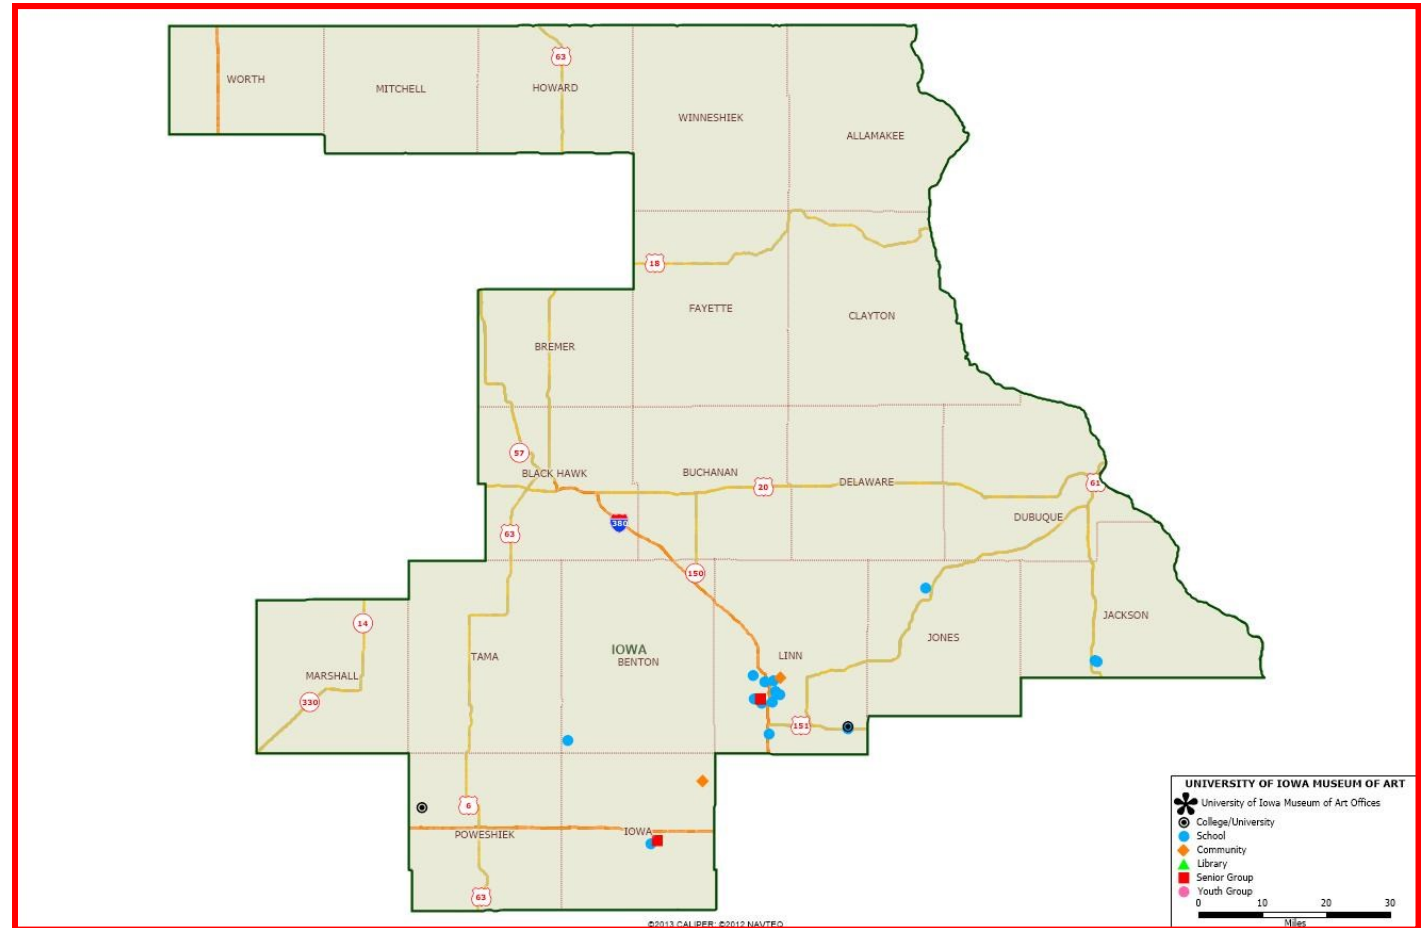 WORTH
MITCHELL
63
HOWARD
WINNESHIEK
ALLAMAKEE
18
FAYETTE
CLAYTON
BREMER
57
BLACK HAWK
BUCHANAN
20
DELAWARE
61
DUBUQUE
380
63
150
14
MARSHALL
330
TAMA
IOWA
BENTON
LINN
JONES
JACKSON
151
6
POWESHIEK
IOWA
63
UNIVERSITY OF IOWA MUSEUM OF ART
University of Iowa Museum of Art Offices
College/University
School
Community
Library
Senior Group
Youth Group
0 10 20 30
Miles
©2013 CALIPER; ©2012 NAVTEQ